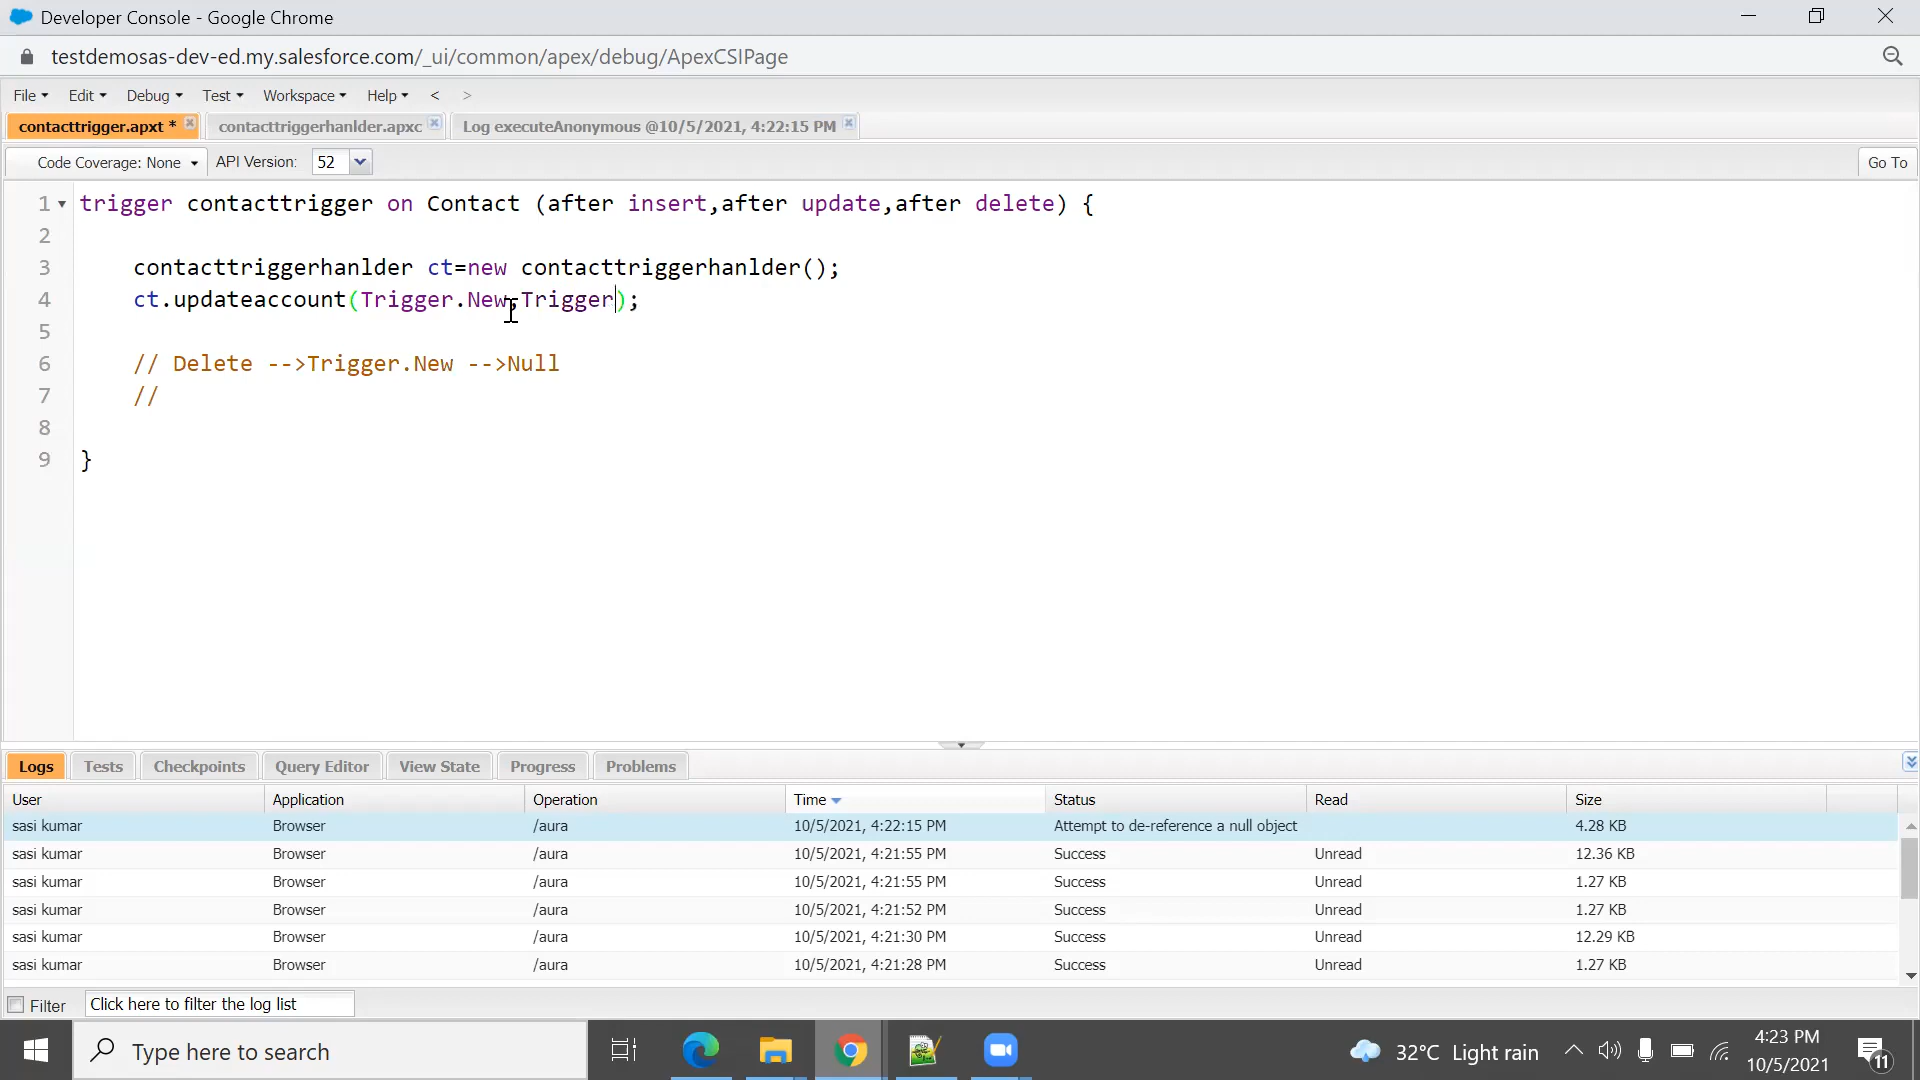 Developer Console - Google Chrome
testdemosas-dev-ed.my.salesforce.com/_ui/common/apex/debug/ApexCSIPage
File Edit Debug Test Workspace Help < >
contacttrigger.apxt * contacttriggerhanlder.apxc Log executeAnonymous @10/5/2021, 4:22:15 PM
Code Coverage: None API Version: 52 Go To
1 trigger contacttrigger on Contact (after insert,after update,after delete) {
2
3 contacttriggerhanlder ct=new contacttriggerhanlder();
4 ct.updateaccount(Trigger.New,Trigger);
5
6 // Delete -->Trigger.New -->Null
7 //
8
9 }
Logs Tests Checkpoints Query Editor View State Progress Problems
User Application Operation Time Status Read Size
sasi kumar Browser /aura 10/5/2021, 4:22:15 PM Attempt to de-reference a null object 4.28 KB
sasi kumar Browser /aura 10/5/2021, 4:21:55 PM Success Unread 12.36 KB
sasi kumar Browser /aura 10/5/2021, 4:21:55 PM Success Unread 1.27 KB
sasi kumar Browser /aura 10/5/2021, 4:21:52 PM Success Unread 1.27 KB
sasi kumar Browser /aura 10/5/2021, 4:21:30 PM Success Unread 12.29 KB
sasi kumar Browser /aura 10/5/2021, 4:21:28 PM Success Unread 1.27 KB
Filter Click here to filter the log list
Type here to search
32°C Light rain
4:23 PM
10/5/2021
11